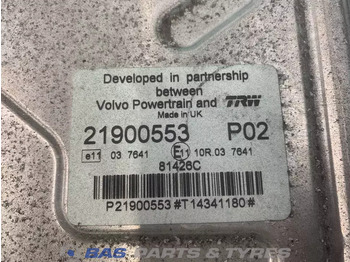 Developed in partnership
between
Volvo Powertrain and TRW
Made in UK
21900553 P02
e11 03 7641 E11 10R.03 7641
81426C
P21900553#T14341180#
BAS PARTS & TYRES